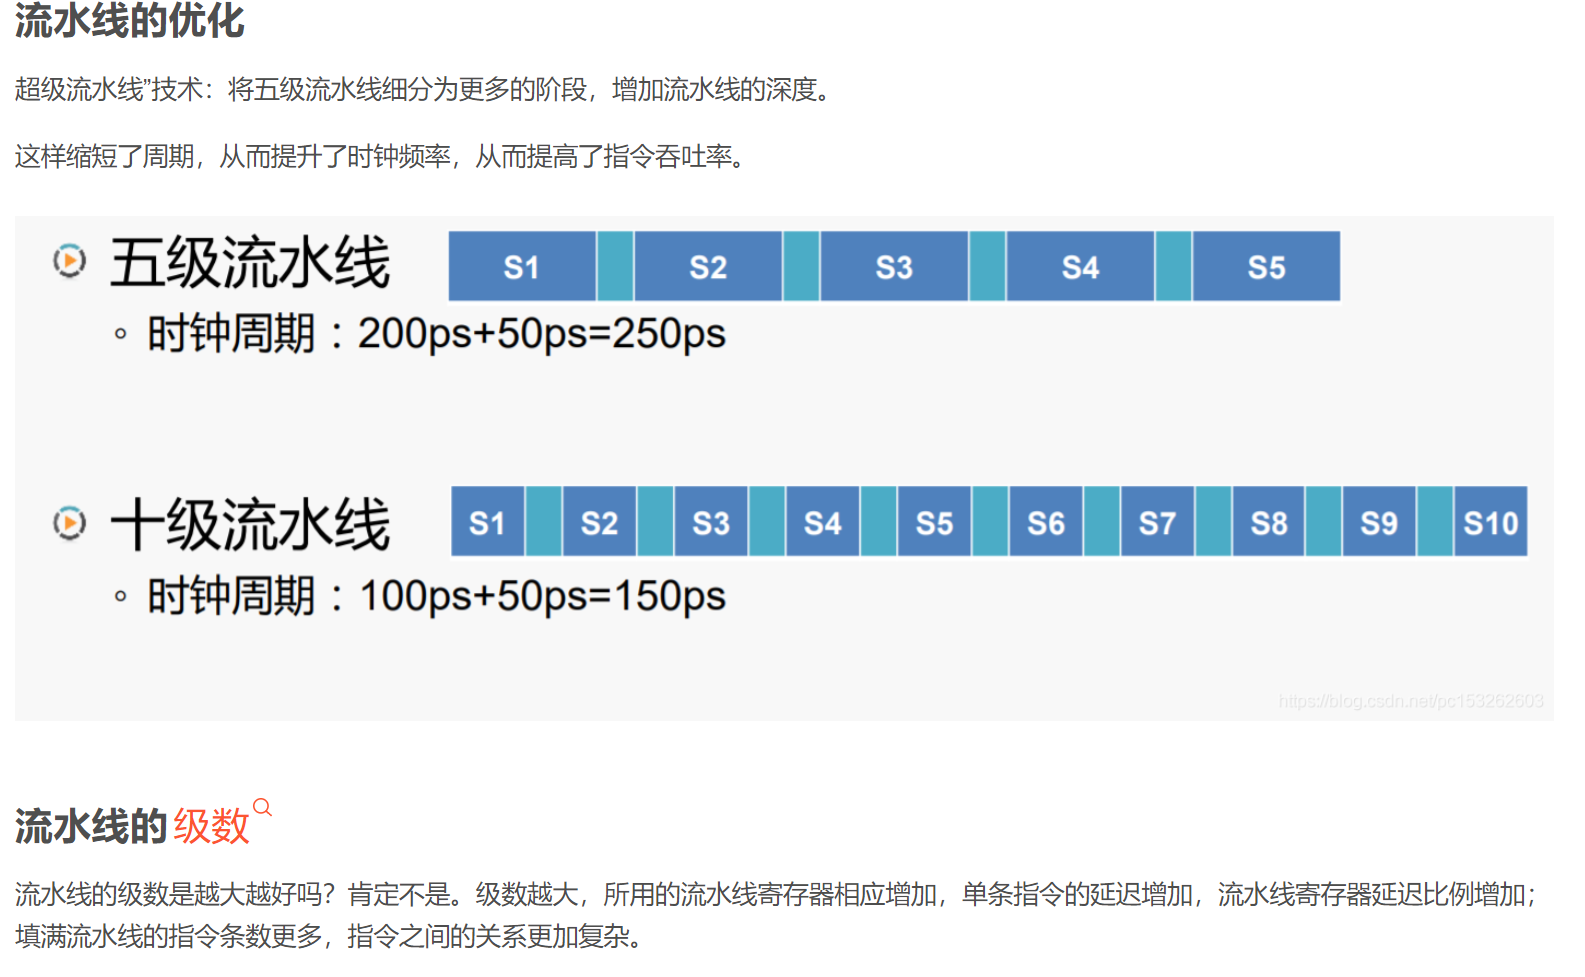 流水线的优化
超级流水线”技术：将五级流水线细分为更多的阶段，增加流水线的深度。
这样缩短了周期，从而提升了时钟频率，从而提高了指令吞吐率。
五级流水线 S1 S2 S3 S4 S5
时钟周期：200ps+50ps=250ps
十级流水线 S1 S2 S3 S4 S5 S6 S7 S8 S9 S10
时钟周期：100ps+50ps=150ps
https://blog.csdn.net/pc153262603
流水线的级数
流水线的级数是越大越好吗？肯定不是。级数越大，所用的流水线寄存器相应增加，单条指令的延迟增加，流水线寄存器延迟比例增加；
填满流水线的指令条数更多，指令之间的关系更加复杂。